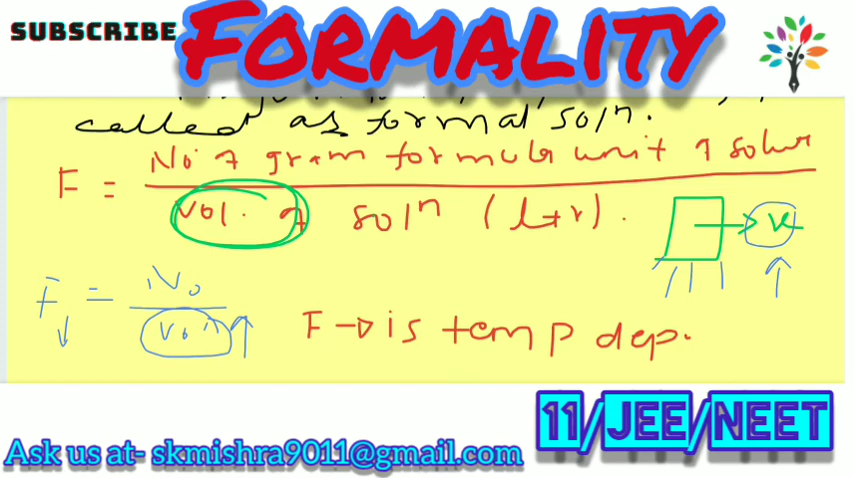 SUBSCRIBE
FORMALITY
called as formal solⁿ.
F = No. of gram formula unit of solute
vol. of solⁿ (ltr).
V
F = No
Vol
F → is temp dep.
11/JEE/NEET
Ask us at- skmishra9011@gmail.com